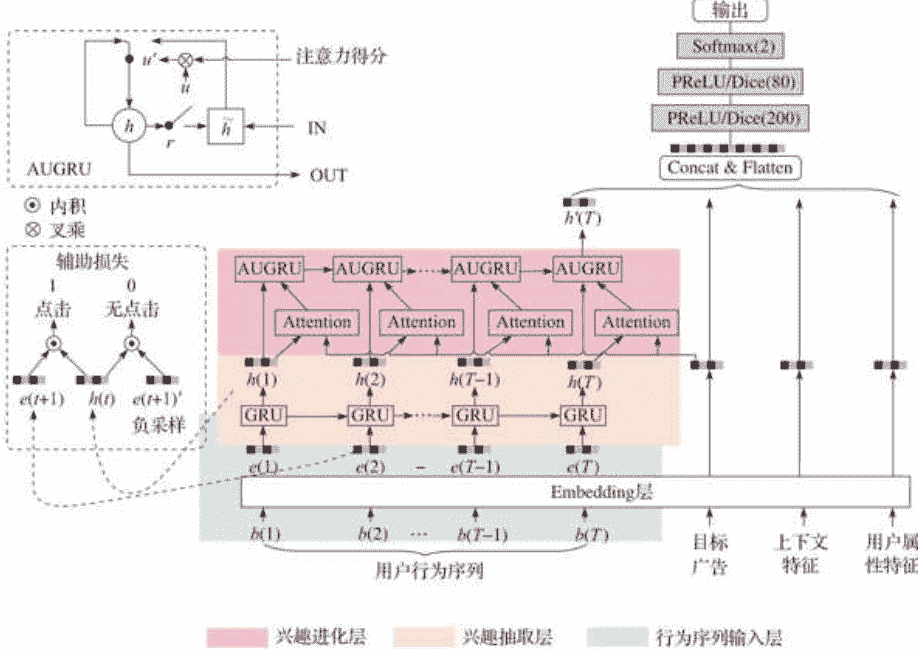 输出
Softmax(2)
PReLU/Dice(80)
PReLU/Dice(200)
Concat & Flatten
注意力得分
u′
u
h
r
h̃
IN
OUT
AUGRU
内积
叉乘
h′(T)
辅助损失
1 0
点击 无点击
e(t+1) h(t) e(t+1)′
负采样
AUGRU AUGRU ······ AUGRU AUGRU
Attention Attention Attention Attention
h(1) h(2) h(T−1) h(T)
GRU GRU ······ GRU GRU
e(1) e(2) – e(T−1) e(T)
Embedding层
b(1) b(2) ··· b(T−1) b(T)
用户行为序列
目标
广告
上下文
特征
用户属
性特征
兴趣进化层 兴趣抽取层 行为序列输入层